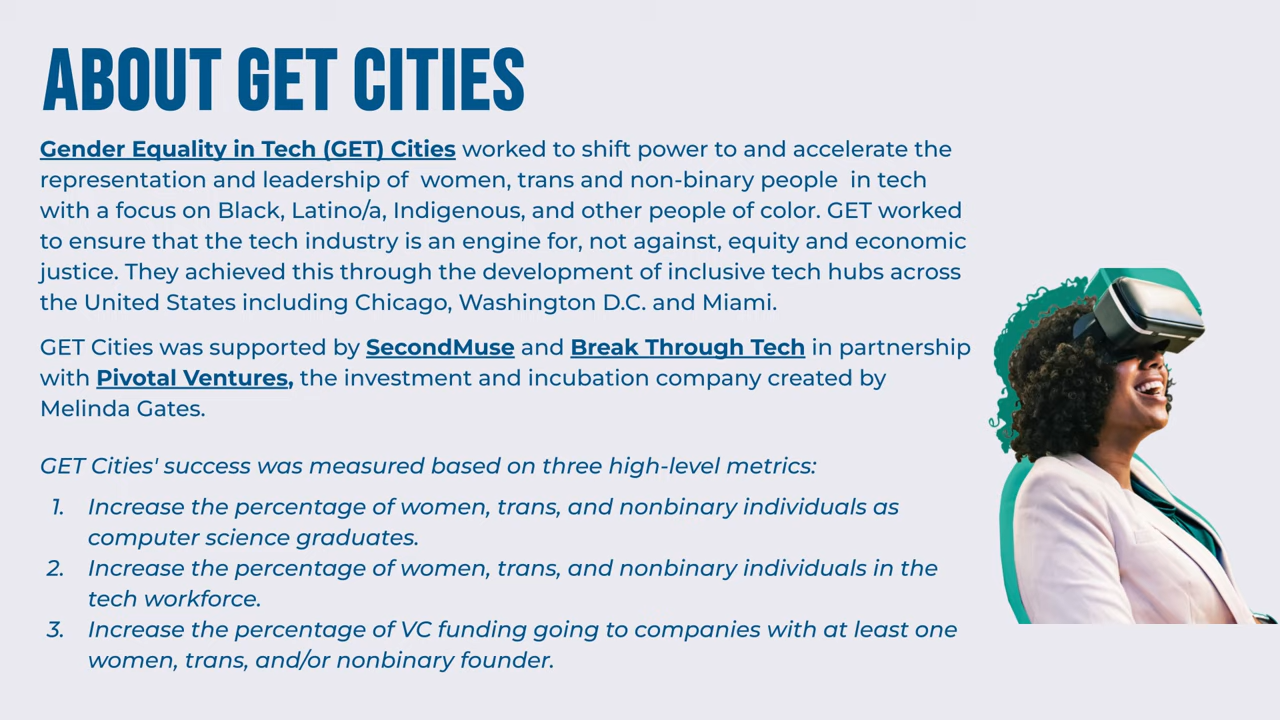 ABOUT GET CITIES
Gender Equality in Tech (GET) Cities worked to shift power to and accelerate the
representation and leadership of  women, trans and non-binary people  in tech
with a focus on Black, Latino/a, Indigenous, and other people of color. GET worked
to ensure that the tech industry is an engine for, not against, equity and economic
justice. They achieved this through the development of inclusive tech hubs across
the United States including Chicago, Washington D.C. and Miami.
GET Cities was supported by SecondMuse and Break Through Tech in partnership
with Pivotal Ventures, the investment and incubation company created by
Melinda Gates.
GET Cities' success was measured based on three high-level metrics:
1. Increase the percentage of women, trans, and nonbinary individuals as
computer science graduates.
2. Increase the percentage of women, trans, and nonbinary individuals in the
tech workforce.
3. Increase the percentage of VC funding going to companies with at least one
women, trans, and/or nonbinary founder.